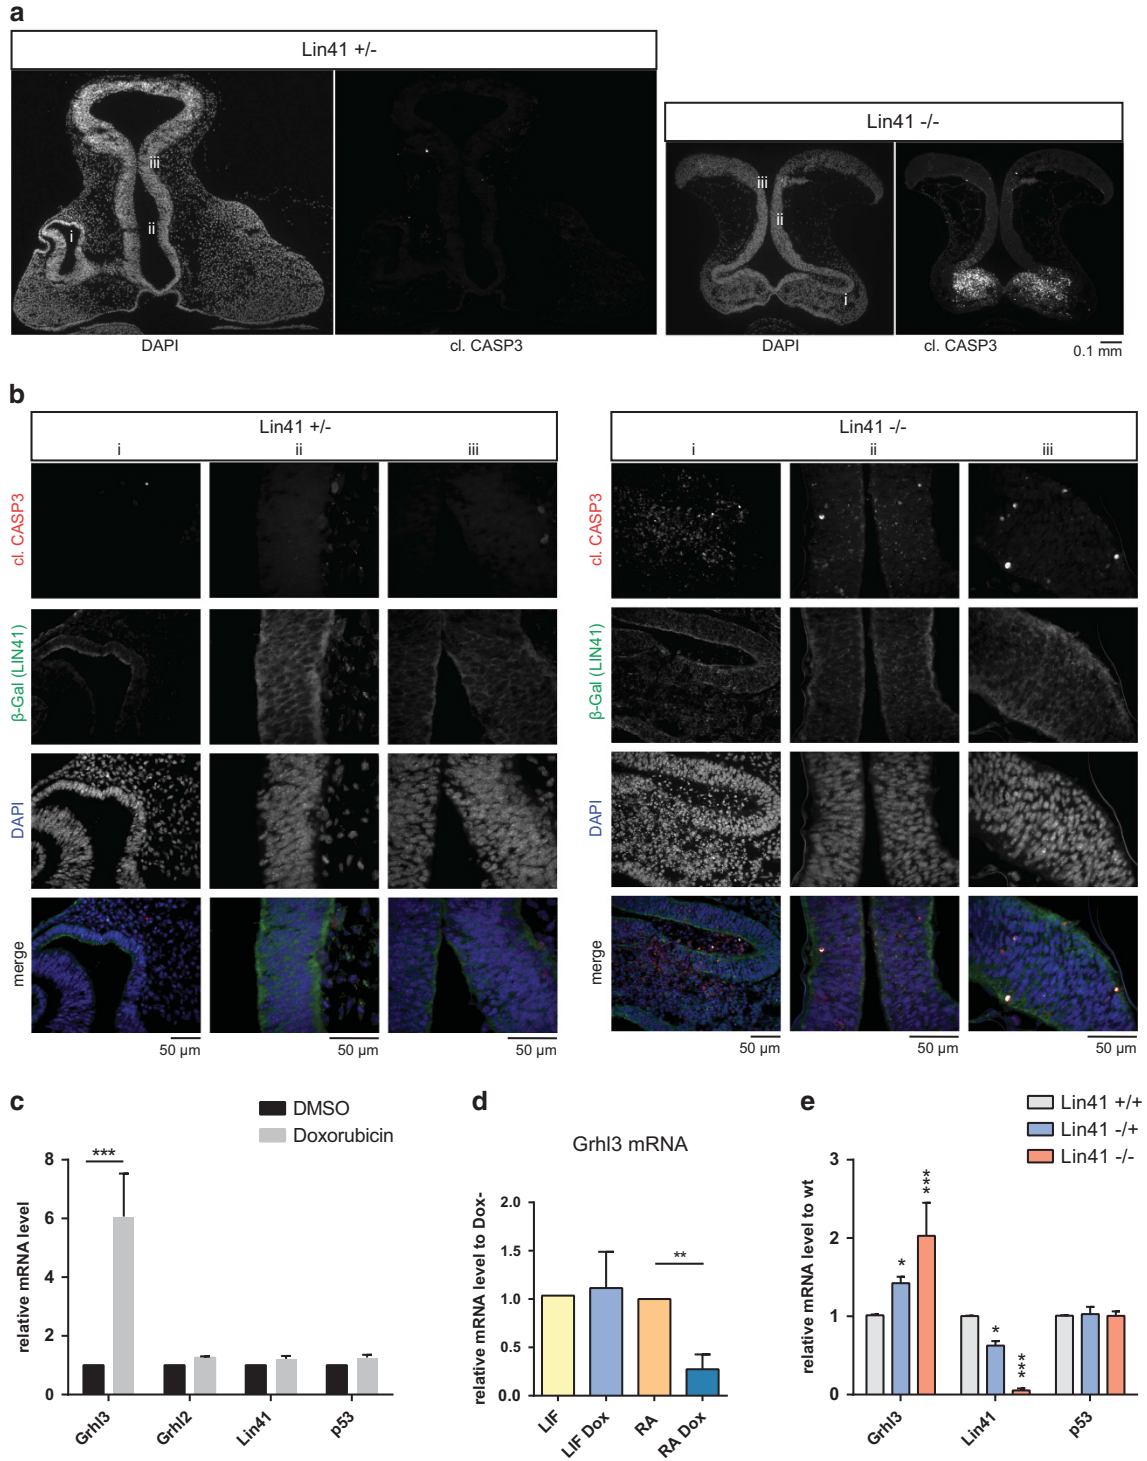 a
Lin41 +/-
Lin41 -/-
iii
ii
i
iii
ii
i
DAPI
cl. CASP3
DAPI
cl. CASP3
0.1 mm
b
Lin41 +/-
i
ii
iii
Lin41 -/-
i
ii
iii
cl. CASP3
β-Gal (LIN41)
DAPI
merge
cl. CASP3
β-Gal (LIN41)
DAPI
merge
50 µm
50 µm
50 µm
50 µm
50 µm
50 µm
c
DMSO
Doxorubicin
***
relative mRNA level
8
6
4
2
0
Grhl3
Grhl2
Lin41
p53
d
Grhl3 mRNA
relative mRNA level to Dox-
2.0
1.5
1.0
0.5
0.0
**
LIF
LIF Dox
RA
RA Dox
e
Lin41 +/+
Lin41 -/+
Lin41 -/-
relative mRNA level to wt
3
2
1
0
*
***
*
***
Grhl3
Lin41
p53